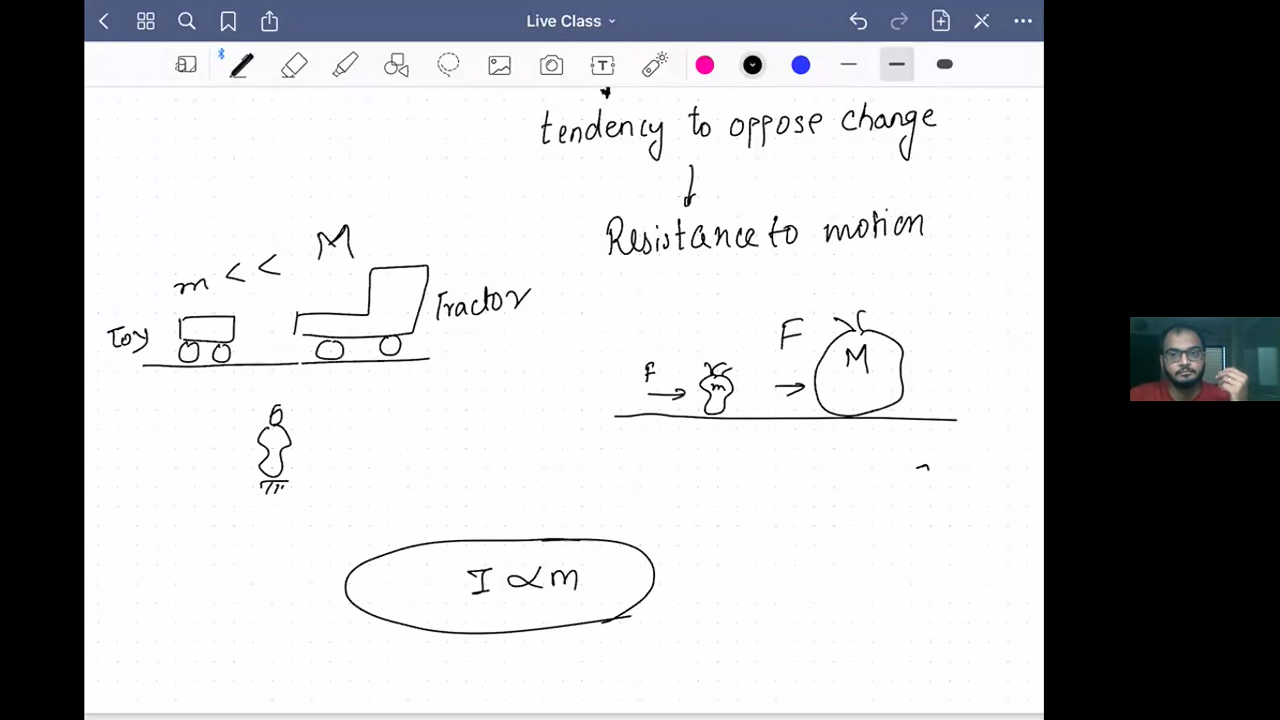 Live Class
tendency to oppose change
Resistance to motion
m < < M
Toy
Tractor
F
m
F
M
I ∝ m